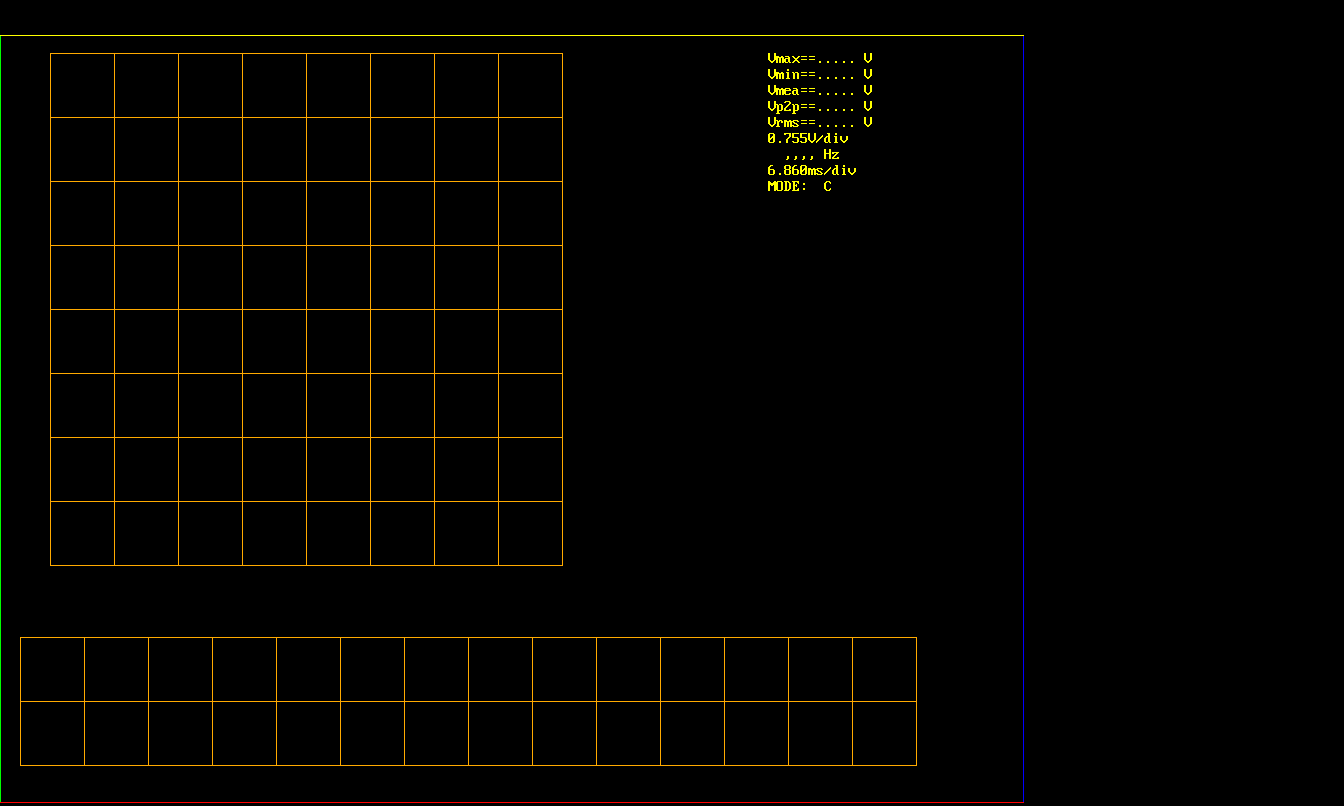 Vmax==..... V
Vmin==..... V
Vmea==..... V
Vp2p==..... V
Vrms==..... V
0.755V/div
  ,,,, Hz
6.860ms/div
MODE:  C